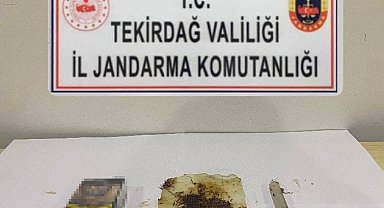 T.C.
TEKİRDAĞ VALİLİĞİ
İL JANDARMA KOMUTANLIĞI